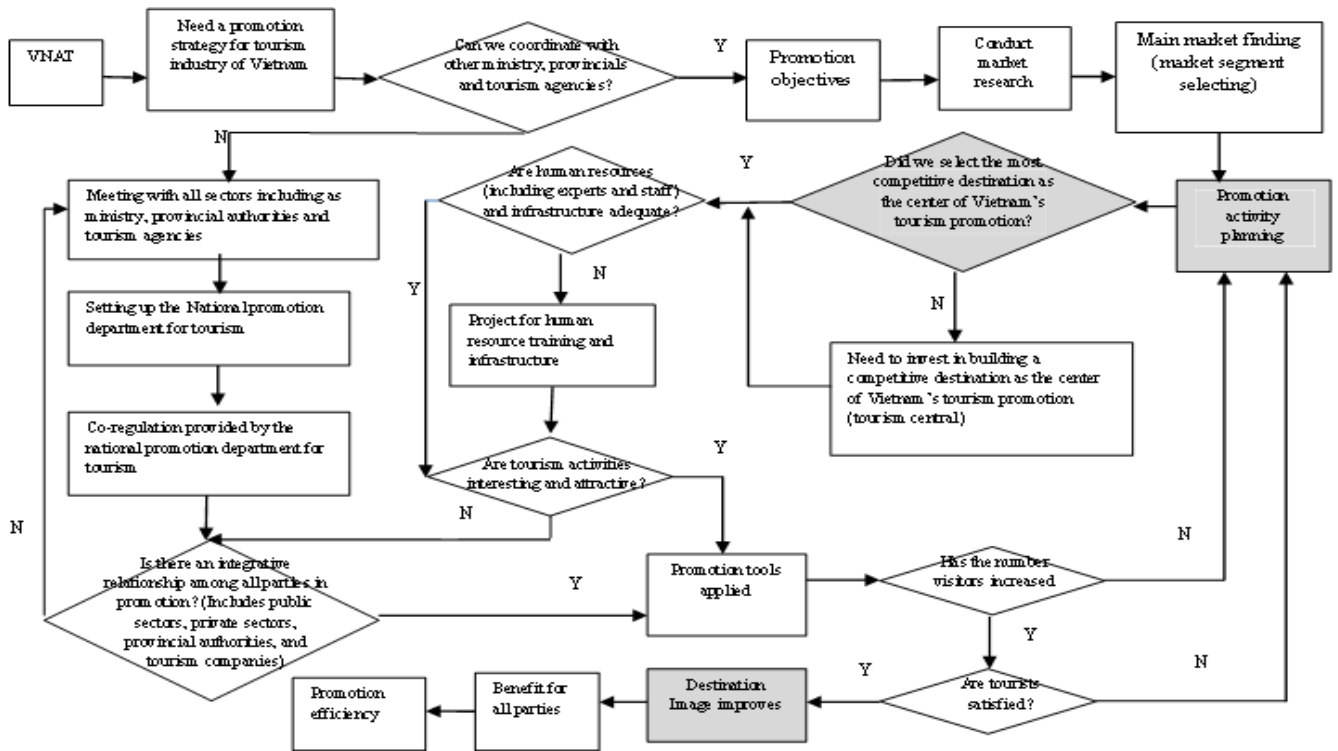 VNAT
Need a promotion
strategy for tourism
industry of Vietnam
Can we coordinate with
other ministry, provincials
and tourism agencies?
Y
Promotion
objectives
Conduct
market
research
Main market finding
(market segment
selecting)
N
Meeting with all sectors including as
ministry, provincial authorities and
tourism agencies
Are human resources
(including experts and staff)
and infrastructure adequate?
Y
Did we select the most
competitive destination as
the center of Vietnam's
tourism promotion?
Promotion
activity
planning
Y
N
N
Setting up the National promotion
department for tourism
Project for human
resource training and
infrastructure
Need to invest in building a
competitive destination as the center
of Vietnam's tourism promotion
(tourism central)
Co-regulation provided by the
national promotion department for
tourism
Are tourism activities
interesting and attractive?
Y
N
N
Is there an integrative
relationship among all parties in
promotion? (Includes public
sectors, private sectors,
provincial authorities, and
tourism companies)
Y
Promotion tools
applied
Has the number
visitors increased
N
Y
Are tourists
satisfied?
N
Y
Destination
Image improves
Benefit for
all parties
Promotion
efficiency